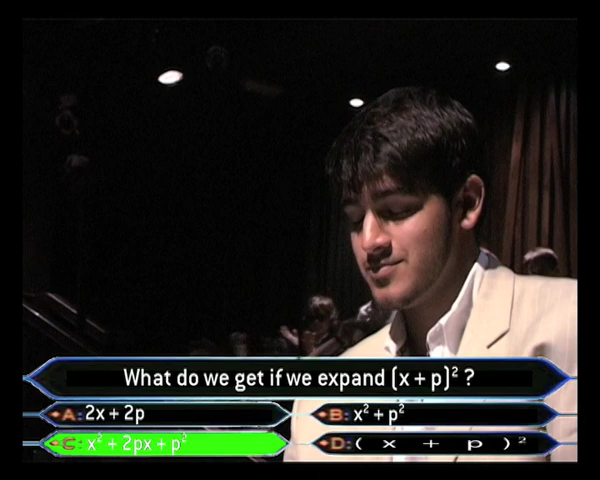 What do we get if we expand (x + p)² ?
A: 2x + 2p
B: x² + p²
C: x² + 2px + p²
D: ( x + p )²